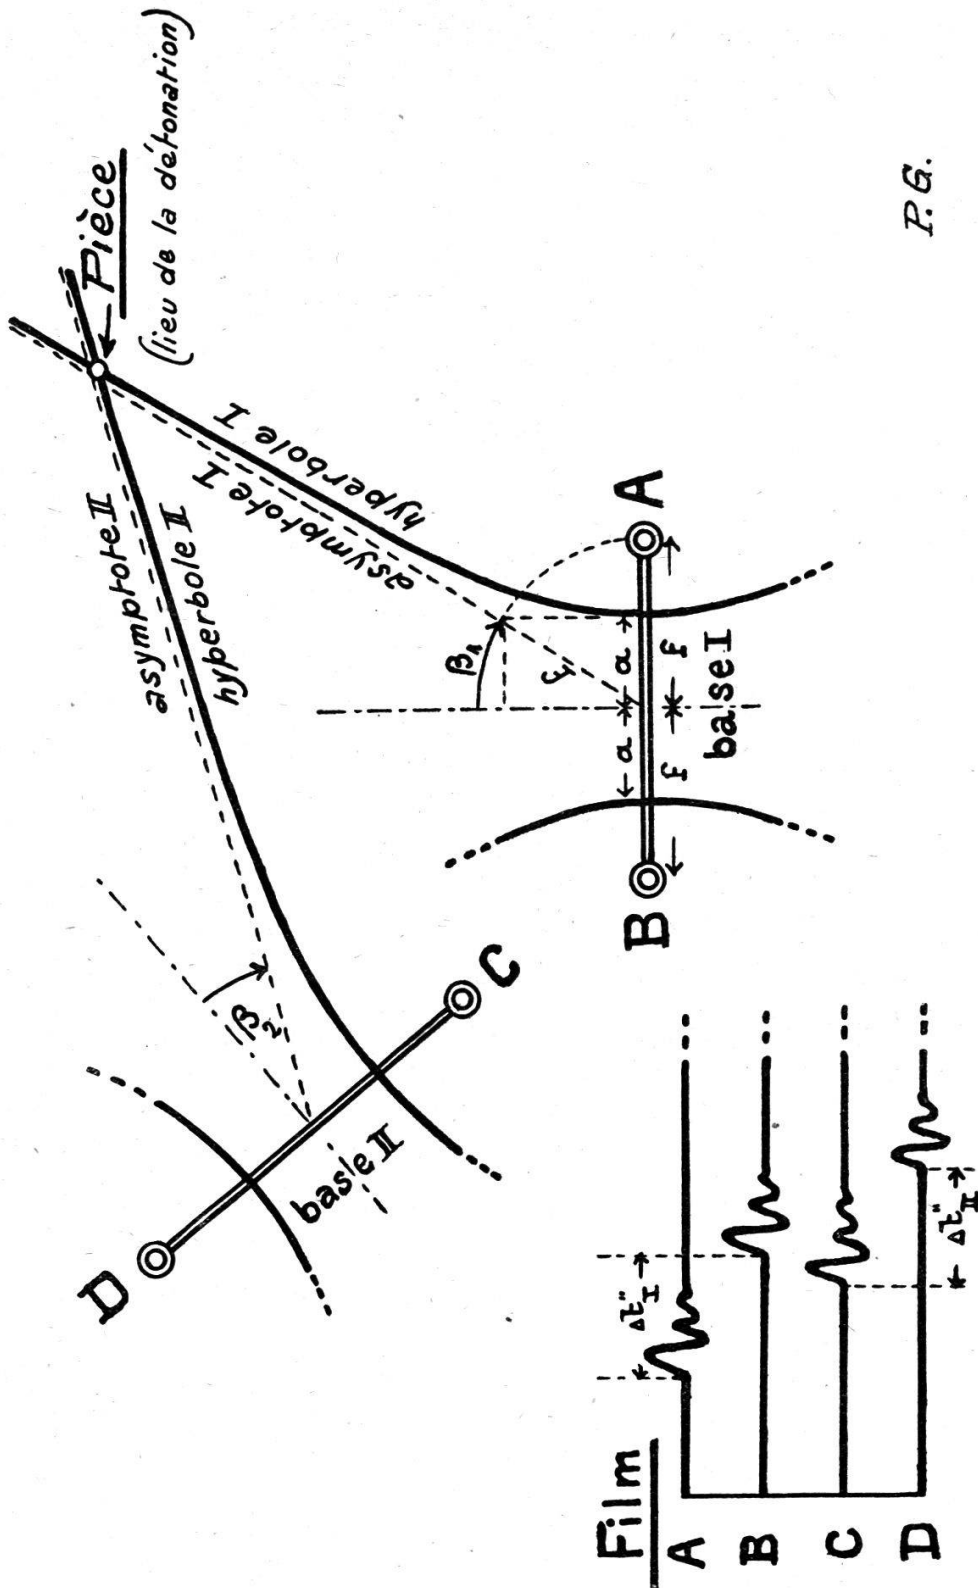 Pièce
(lieu de la détonation)
asymptote II
hyperbole II
asymptote I
hyperbole I
D
C
base II
β₂
β₁
f
a a
f f
B
A
base I
Film
A
B
C
D
Δt"I
Δt"II
P.G.